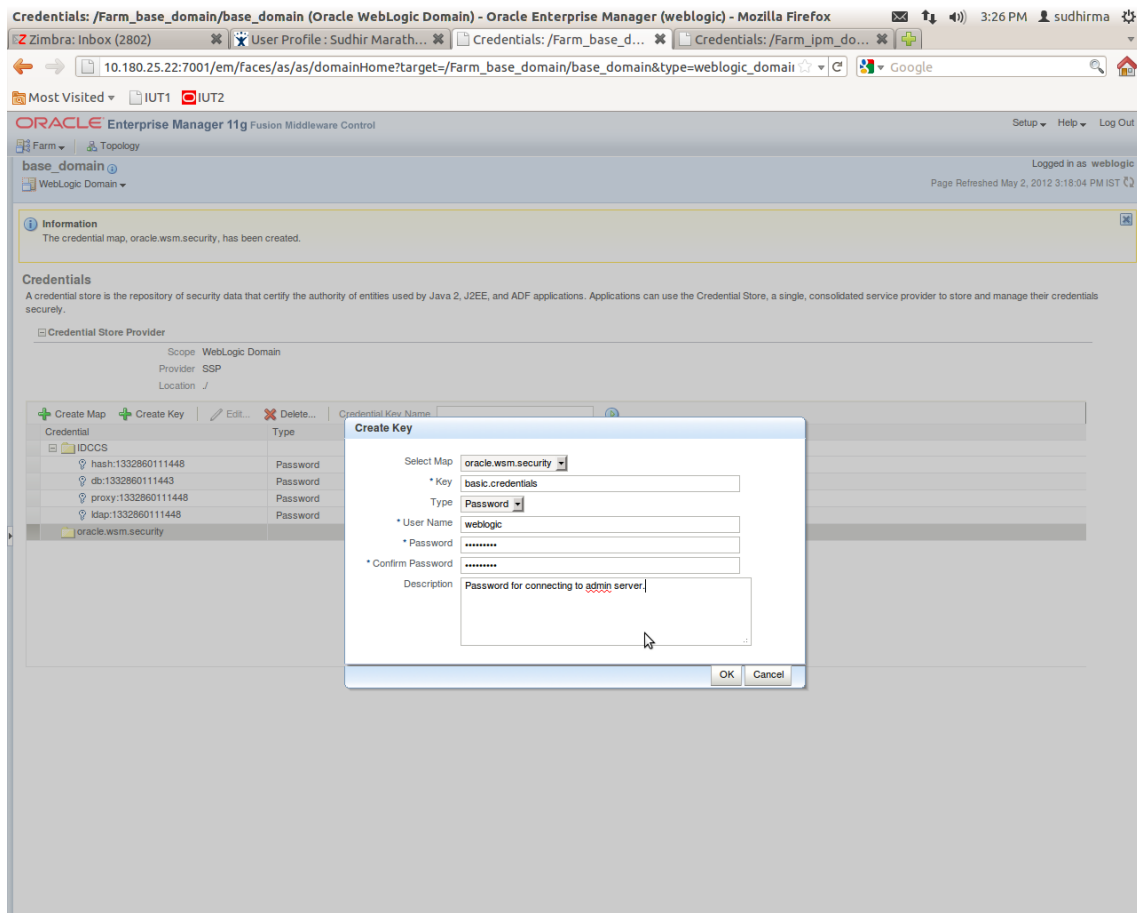 Credentials: /Farm_base_domain/base_domain (Oracle WebLogic Domain) - Oracle Enterprise Manager (weblogic) - Mozilla Firefox 3:26 PM sudhirma
Z Zimbra: Inbox (2802) User Profile : Sudhir Marath... Credentials: /Farm_base_d... Credentials: /Farm_ipm_do...
10.180.25.22:7001/em/faces/as/as/domainHome?target=/Farm_base_domain/base_domain&type=weblogic_domain Google
Most Visited IUT1 IUT2
ORACLE Enterprise Manager 11g Fusion Middleware Control Setup Help Log Out
Farm Topology
base_domain Logged in as weblogic
WebLogic Domain Page Refreshed May 2, 2012 3:18:04 PM IST
Information
The credential map, oracle.wsm.security, has been created.
Credentials
A credential store is the repository of security data that certify the authority of entities used by Java 2, J2EE, and ADF applications. Applications can use the Credential Store, a single, consolidated service provider to store and manage their credentials
securely.
Credential Store Provider
Scope WebLogic Domain
Provider SSP
Location ./
Create Map Create Key Edit... Delete... Credential Key Name
Credential Type
IDCCS
hash:1332860111448 Password
db:1332860111443 Password
proxy:1332860111448 Password
ldap:1332860111448 Password
oracle.wsm.security
Create Key
Select Map oracle.wsm.security
* Key basic.credentials
Type Password
* User Name weblogic
* Password •••••••••
* Confirm Password •••••••••
Description Password for connecting to admin server.
OK Cancel